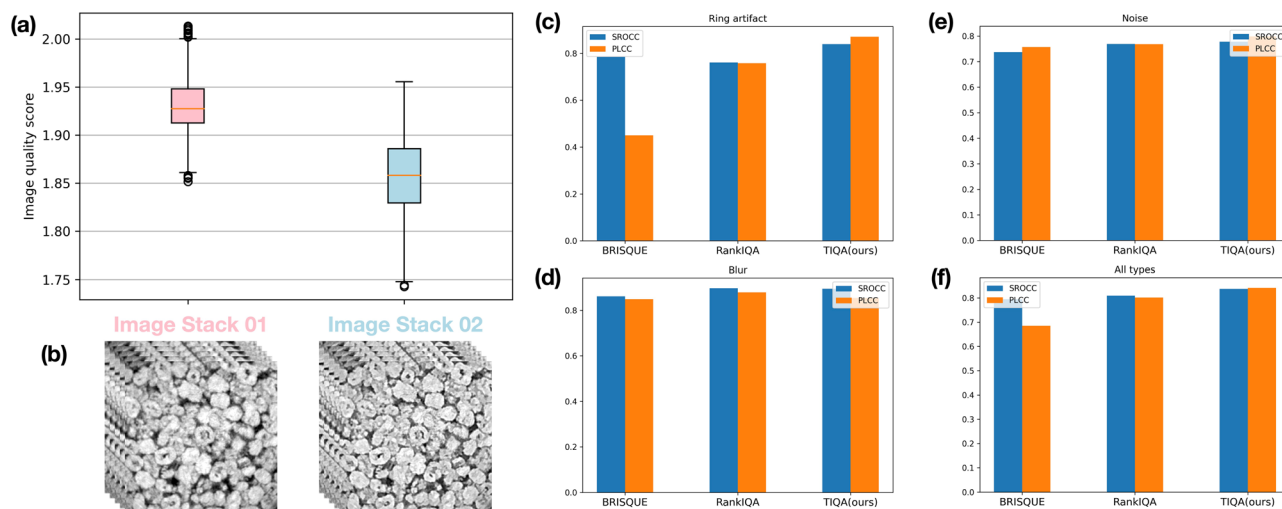 (a)
Image quality score
2.00
1.95
1.90
1.85
1.80
1.75
Image Stack 01
Image Stack 02
(b)
(c)
Ring artifact
SROCC
PLCC
0.8
0.6
0.4
0.2
0.0
BRISQUE
RankIQA
TIQA(ours)
(d)
Blur
SROCC
PLCC
0.8
0.6
0.4
0.2
0.0
BRISQUE
RankIQA
TIQA(ours)
(e)
Noise
SROCC
PLCC
0.8
0.7
0.6
0.5
0.4
0.3
0.2
0.1
0.0
BRISQUE
RankIQA
TIQA(ours)
(f)
All types
SROCC
PLCC
0.8
0.7
0.6
0.5
0.4
0.3
0.2
0.1
0.0
BRISQUE
RankIQA
TIQA(ours)